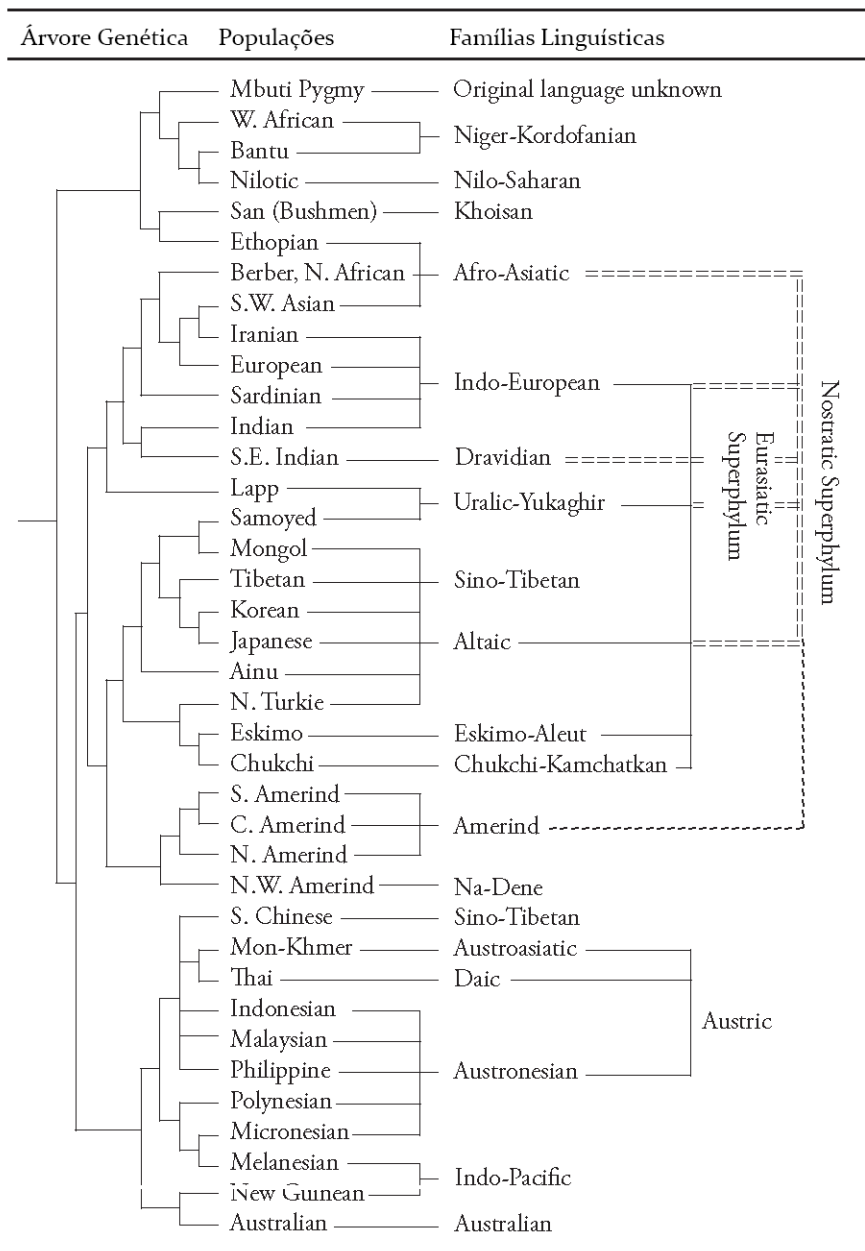 Árvore Genética Populações Famílias Linguísticas
Mbuti Pygmy Original language unknown
W. African
Niger-Kordofanian
Bantu
Nilotic Nilo-Saharan
San (Bushmen) Khoisan
Ethopian
Berber, N. African Afro-Asiatic
S.W. Asian
Iranian
European
Indo-European
Sardinian
Indian
S.E. Indian Dravidian
Lapp
Uralic-Yukaghir
Samoyed
Mongol
Tibetan Sino-Tibetan
Korean
Japanese Altaic
Ainu
N. Turkie
Eskimo Eskimo-Aleut
Chukchi Chukchi-Kamchatkan
S. Amerind
C. Amerind Amerind
N. Amerind
N.W. Amerind Na-Dene
S. Chinese Sino-Tibetan
Mon-Khmer Austroasiatic
Thai Daic
Indonesian
Malaysian
Philippine Austronesian
Polynesian
Micronesian
Melanesian
Indo-Pacific
New Guinean
Australian Australian
Eurasiatic
Superphylum
Nostratic Superphylum
Austric